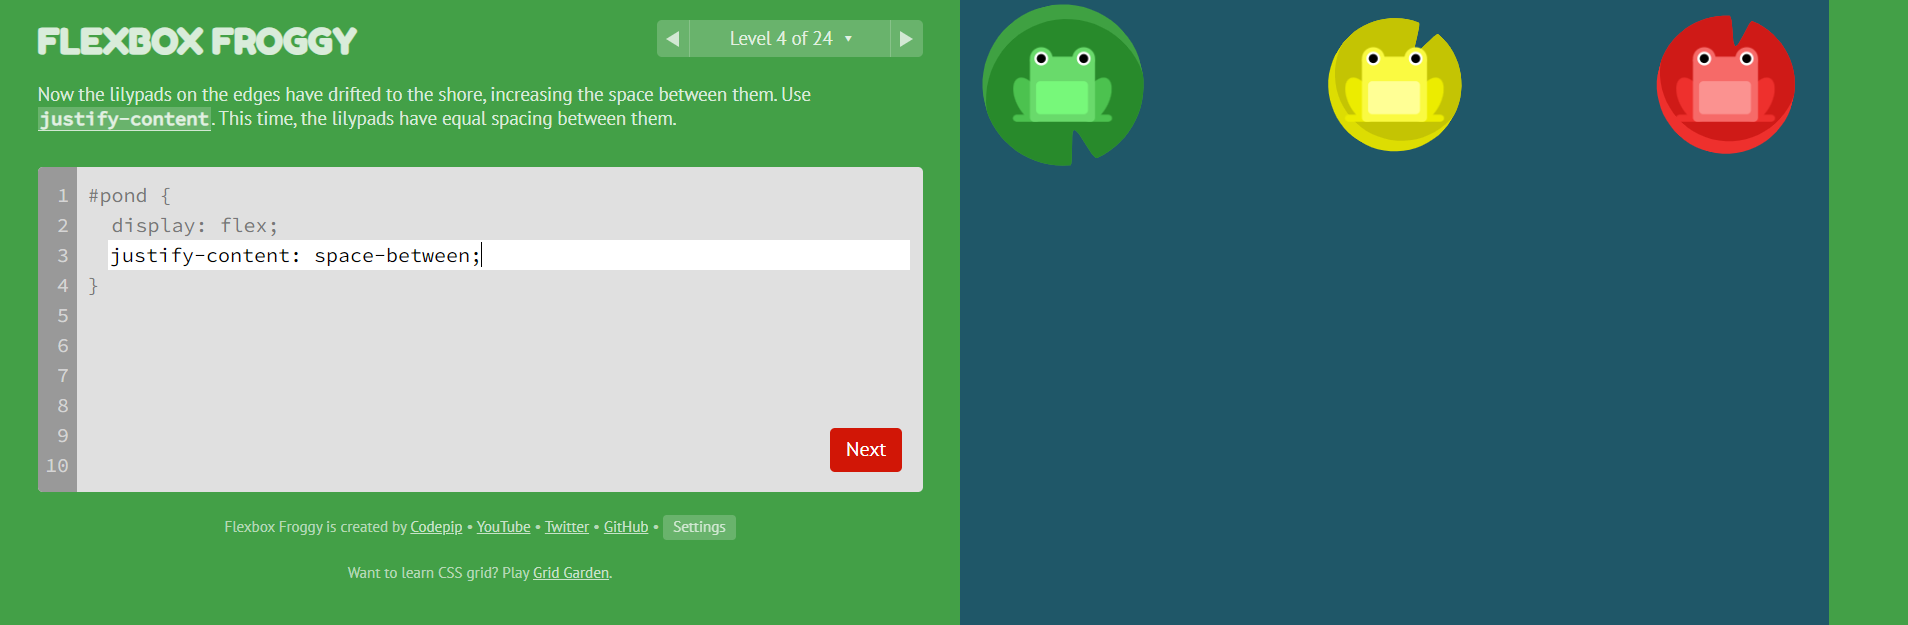 FLEXBOX FROGGY
◀ Level 4 of 24 ▼ ▶
Now the lilypads on the edges have drifted to the shore, increasing the space between them. Use
justify-content. This time, the lilypads have equal spacing between them.
1 #pond {
2 display: flex;
3 justify-content: space-between;
4 }
5
6
7
8
9
10
Next
Flexbox Froggy is created by Codepip • YouTube • Twitter • GitHub • Settings
Want to learn CSS grid? Play Grid Garden.